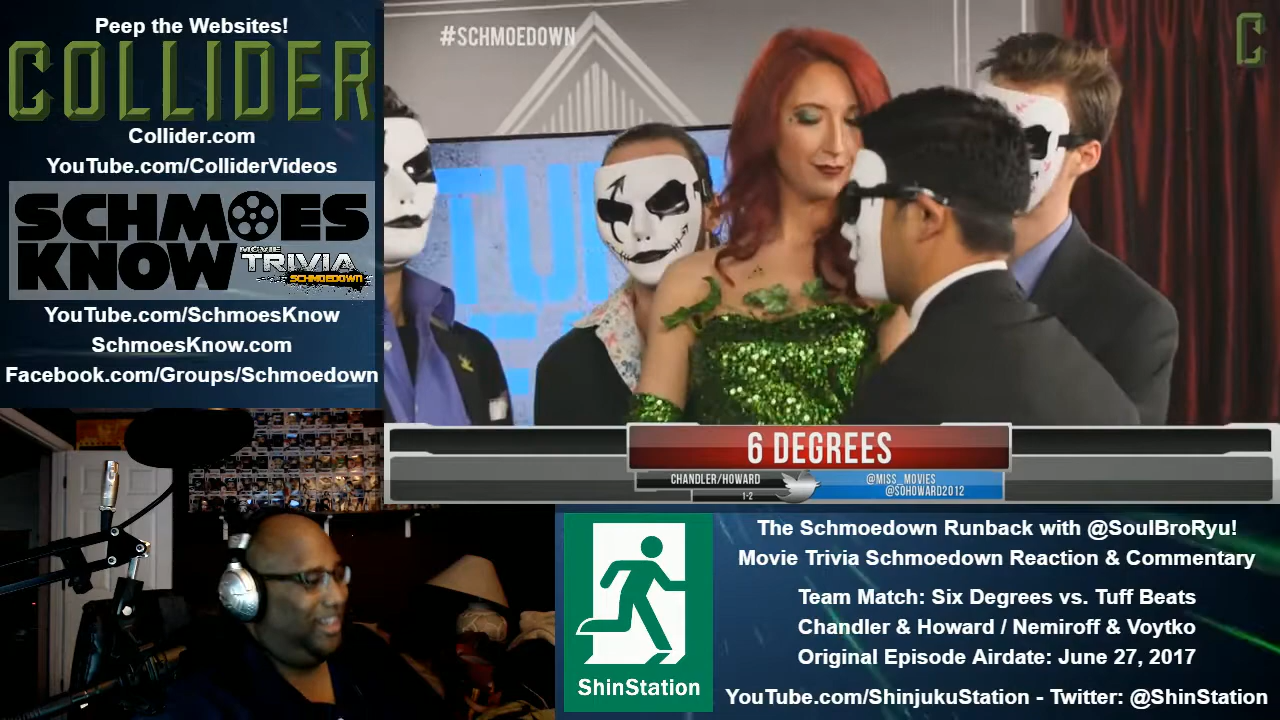 Peep the Websites!
COLLIDER
Collider.com
YouTube.com/ColliderVideos
SCHMOES
KNOW
MOVIE
TRIVIA
SCHMOEDOWN
YouTube.com/SchmoesKnow
SchmoesKnow.com
Facebook.com/Groups/Schmoedown
#SCHMOEDOWN
C
TUF
6 DEGREES
CHANDLER/HOWARD
1-2
@MISS_MOVIES
@SOHOWARD2012
ShinStation
The Schmoedown Runback with @SoulBroRyu!
Movie Trivia Schmoedown Reaction & Commentary
Team Match: Six Degrees vs. Tuff Beats
Chandler & Howard / Nemiroff & Voytko
Original Episode Airdate: June 27, 2017
YouTube.com/ShinjukuStation - Twitter: @ShinStation